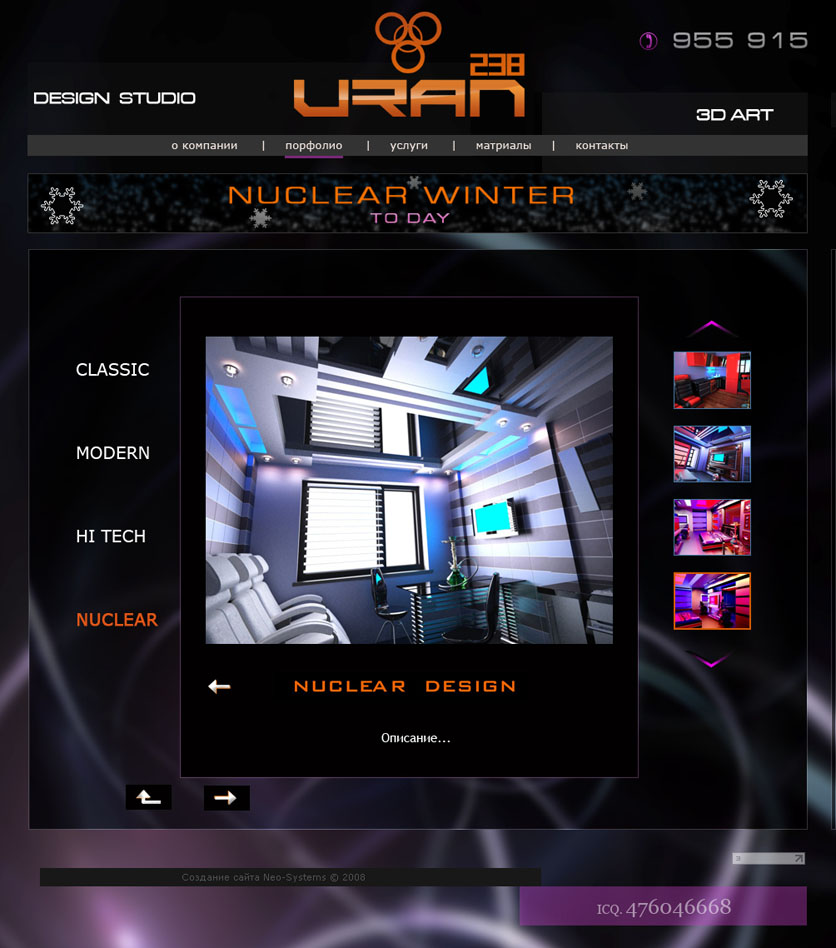 955 915
238
URAN
DESIGN STUDIO
3D ART
о компании | порфолио | услуги | матриалы | контакты
NUCLEAR WINTER
TO DAY
CLASSIC
MODERN
HI TECH
NUCLEAR
NUCLEAR DESIGN
Описание...
Создание сайта Neo-Systems © 2008
ICQ. 476046668